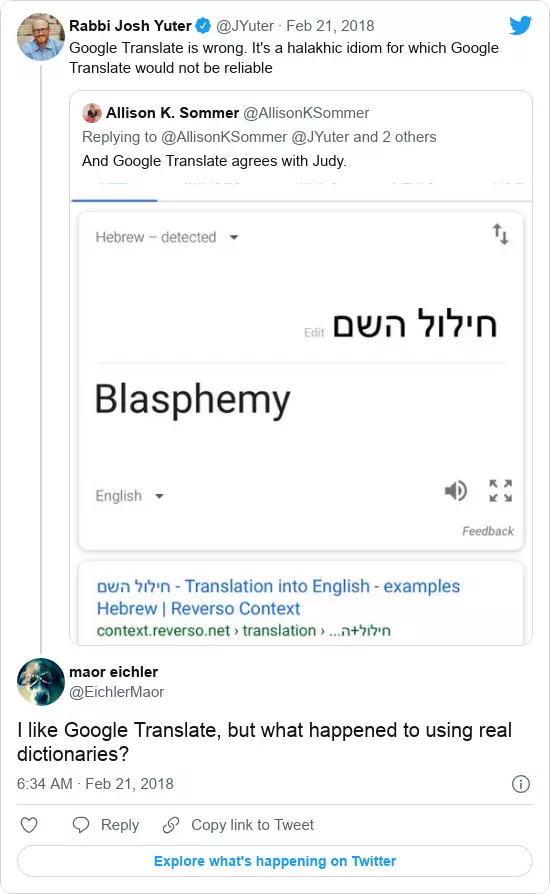 Rabbi Josh Yuter @JYuter · Feb 21, 2018
Google Translate is wrong. It's a halakhic idiom for which Google
Translate would not be reliable
Allison K. Sommer @AllisonKSommer
Replying to @AllisonKSommer @JYuter and 2 others
And Google Translate agrees with Judy.
Hebrew – detected
Edit חילול השם
Blasphemy
English
Feedback
חילול השם - Translation into English - examples
Hebrew | Reverso Context
context.reverso.net › translation › ...חילול+ה
maor eichler
@EichlerMaor
I like Google Translate, but what happened to using real
dictionaries?
6:34 AM · Feb 21, 2018
Reply Copy link to Tweet
Explore what's happening on Twitter